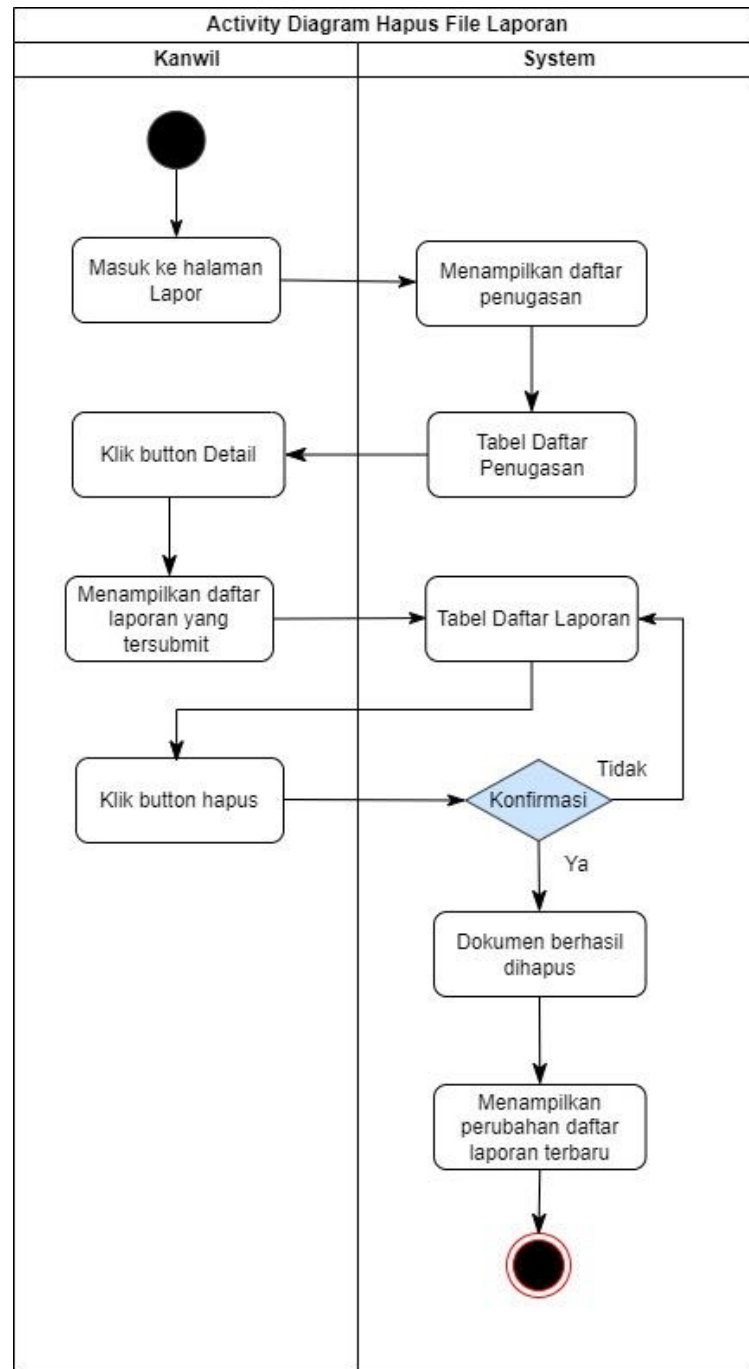 Activity Diagram Hapus File Laporan
Kanwil
System
Masuk ke halaman
Lapor
Menampilkan daftar
penugasan
Klik button Detail
Tabel Daftar
Penugasan
Menampilkan daftar
laporan yang
tersubmit
Tabel Daftar Laporan
Klik button hapus
Konfirmasi
Tidak
Ya
Dokumen berhasil
dihapus
Menampilkan
perubahan daftar
laporan terbaru